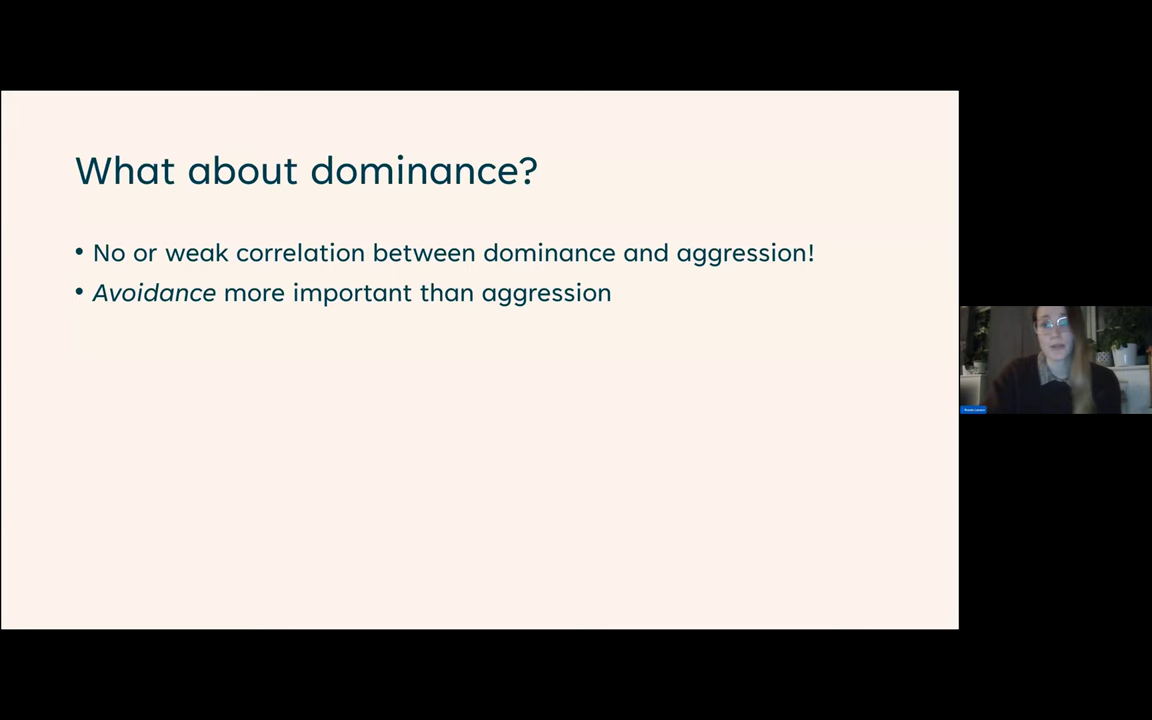 What about dominance?
• No or weak correlation between dominance and aggression!
• Avoidance more important than aggression